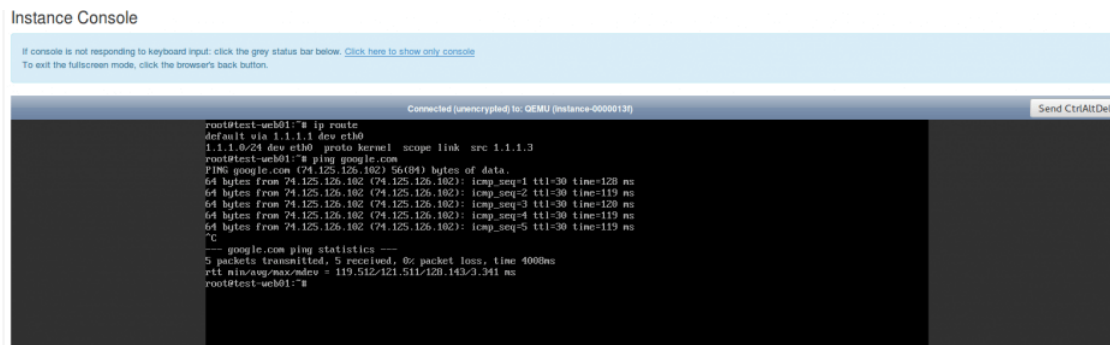 Instance Console
If console is not responding to keyboard input: click the grey status bar below. Click here to show only console
To exit the fullscreen mode, click the browser's back button.
Connected (unencrypted) to: QEMU (instance-0000013f)
Send CtrlAltDel
root@test-web01:~# ip route
default via 1.1.1.1 dev eth0
1.1.1.0/24 dev eth0  proto kernel  scope link  src 1.1.1.3
root@test-web01:~# ping google.com
PING google.com (74.125.126.102) 56(84) bytes of data.
64 bytes from 74.125.126.102 (74.125.126.102): icmp_seq=1 ttl=30 time=128 ms
64 bytes from 74.125.126.102 (74.125.126.102): icmp_seq=2 ttl=30 time=119 ms
64 bytes from 74.125.126.102 (74.125.126.102): icmp_seq=3 ttl=30 time=120 ms
64 bytes from 74.125.126.102 (74.125.126.102): icmp_seq=4 ttl=30 time=119 ms
64 bytes from 74.125.126.102 (74.125.126.102): icmp_seq=5 ttl=30 time=119 ms
^C
--- google.com ping statistics ---
5 packets transmitted, 5 received, 0% packet loss, time 4008ms
rtt min/avg/max/mdev = 119.512/121.511/128.143/3.341 ms
root@test-web01:~#